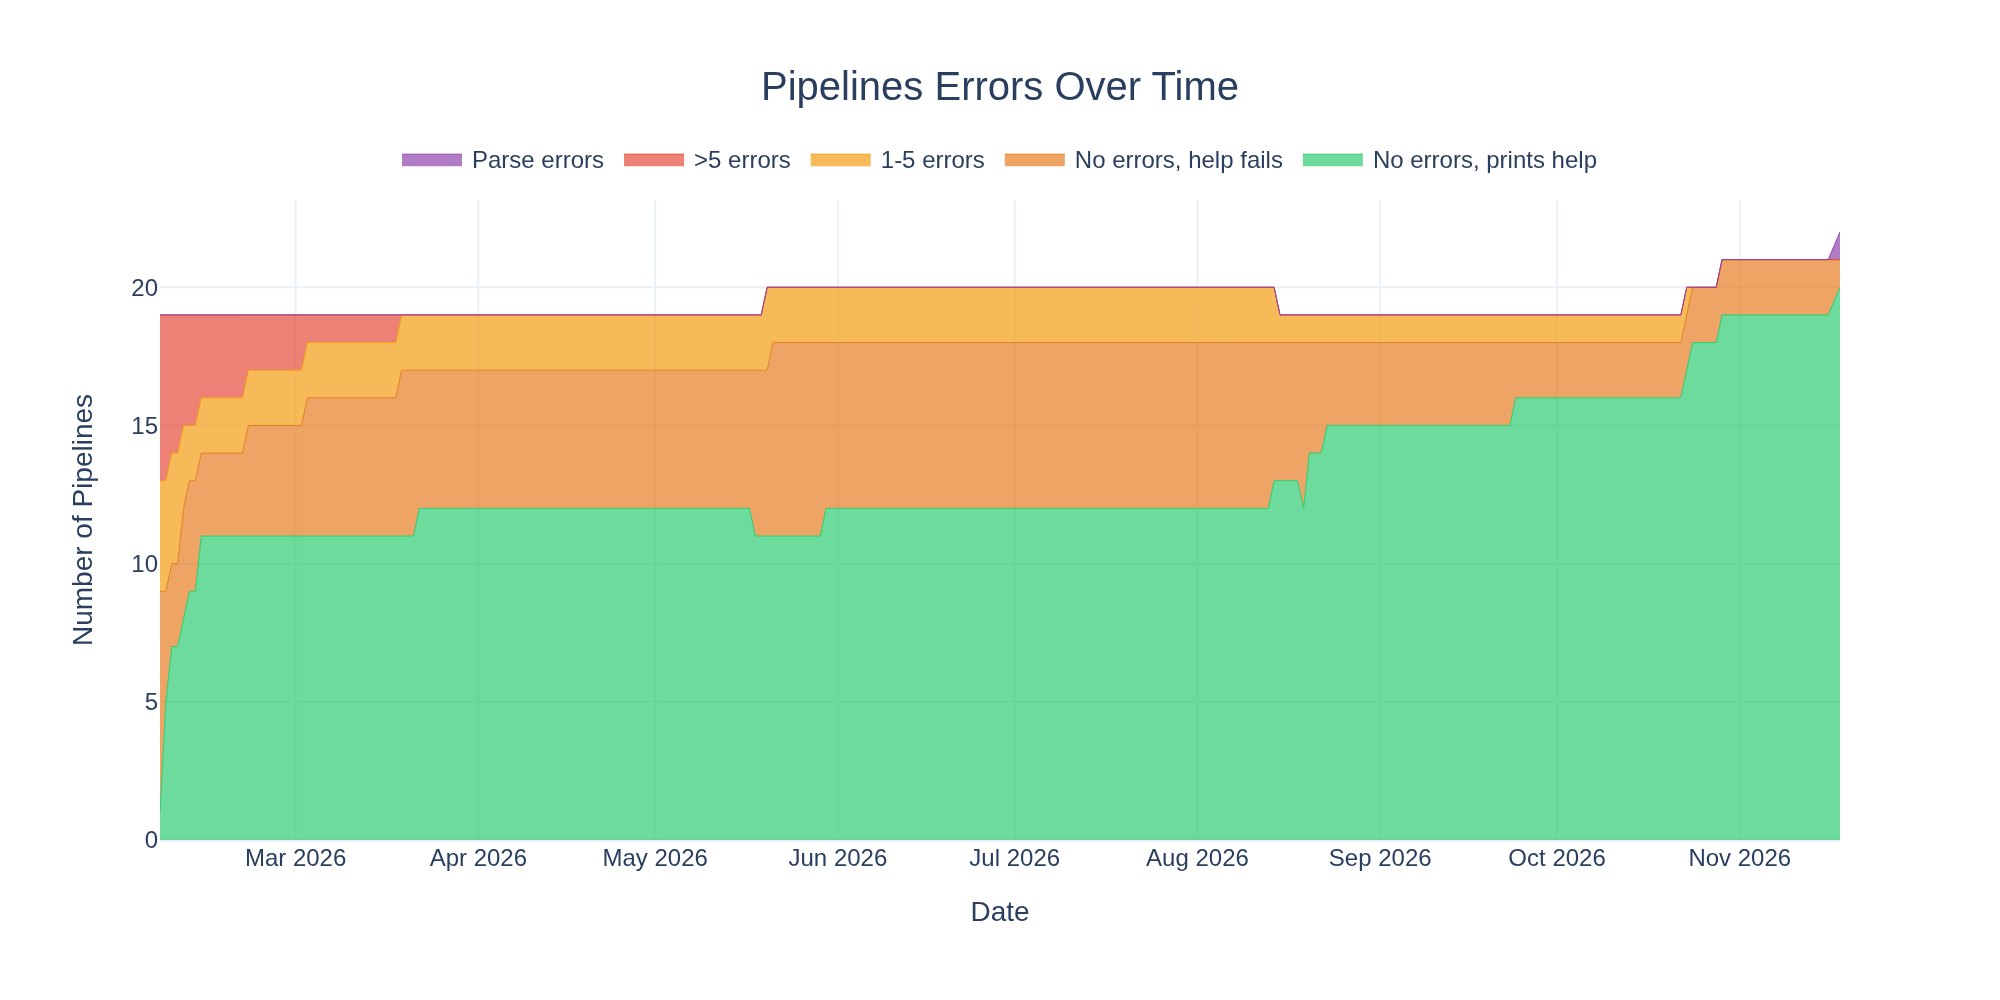 Pipelines Errors Over Time
Parse errors >5 errors 1-5 errors No errors, help fails No errors, prints help
Number of Pipelines
20
15
10
5
0
Mar 2026 Apr 2026 May 2026 Jun 2026 Jul 2026 Aug 2026 Sep 2026 Oct 2026 Nov 2026
Date